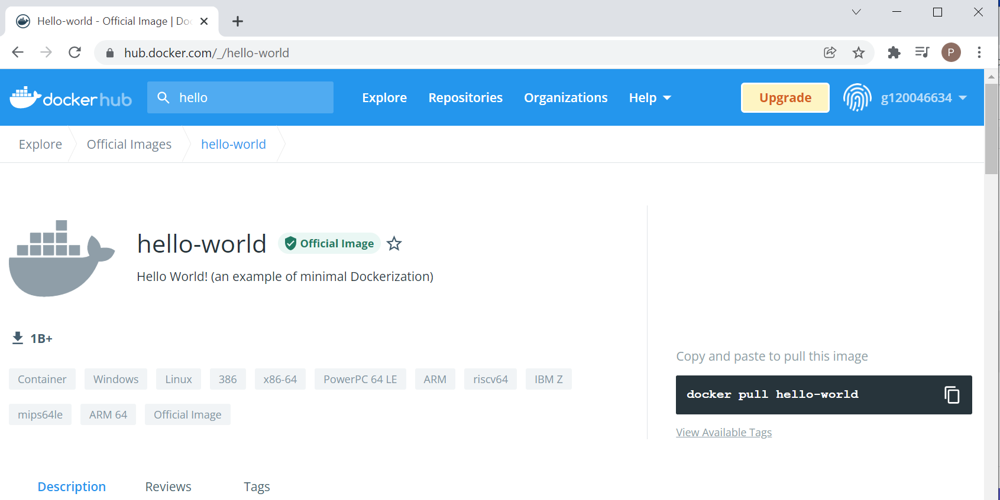 Hello-world - Official Image | Doc
hub.docker.com/_/hello-world
P
docker hub
hello
Explore
Repositories
Organizations
Help
Upgrade
g120046634
Explore
Official Images
hello-world
hello-world
Official Image
Hello World! (an example of minimal Dockerization)
1B+
Container
Windows
Linux
386
x86-64
PowerPC 64 LE
ARM
riscv64
IBM Z
mips64le
ARM 64
Official Image
Copy and paste to pull this image
docker pull hello-world
View Available Tags
Description
Reviews
Tags